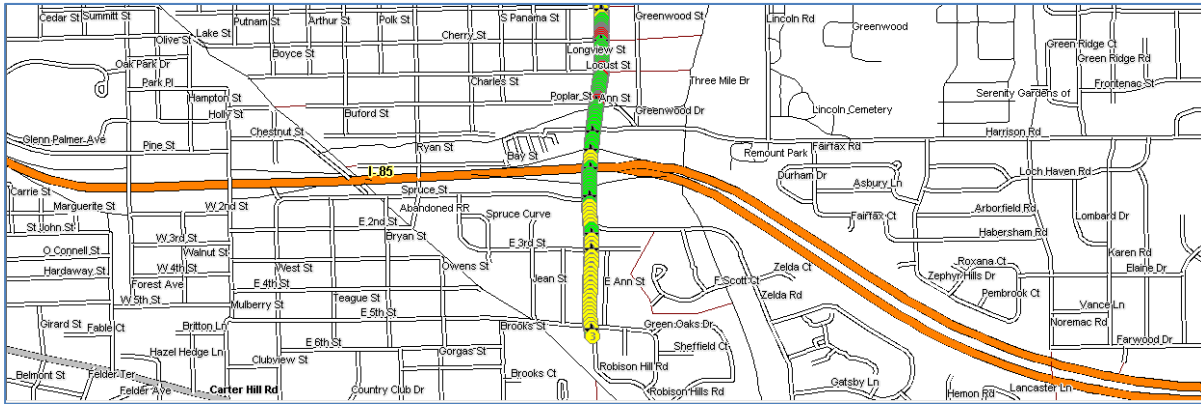 Cedar St
Summitt St
Putnam St
Arthur St
Polk St
S Panama St
Greenwood St
Lincoln Rd
Greenwood
Lake St
Cherry St
Olive St
Boyce St
Longview St
Green Ridge Ct
Green Ridge Rd
Oak Park Dr
Locust St
Park Pl
Charles St
Three Mile Br
Frontenac St
Hampton St
Poplar St
Ann St
Serenity Gardens of
Holly St
Buford St
Greenwood Dr
Lincoln Cemetery
Chestnut St
Harrison Rd
Glenn Palmer Ave
Pine St
Ryan St
Bay St
Remount Park
Fairfax Rd
I-85
Durham Dr
Loch Haven Rd
Carrie St
Spruce St
Asbury Ln
Marguerite St
W 2nd St
Abandoned RR
Spruce Curve
Fairfax Ct
Arborfield Rd
Lombard Dr
St John St
E 2nd St
Habersham Rd
W 3rd St
Bryan St
E 3rd St
O Connell St
Walnut St
Karen Rd
Hardaway St
W 4th St
West St
Owens St
Zelda Ct
Roxana Ct
Elaine Dr
Forest Ave
E 4th St
Jean St
E Ann St
F Scott Ct
Zephyr Hills Dr
W 5th St
Mulberry St
Teague St
Zelda Rd
Pembrook Ct
Vance Ln
Girard St
Fable Ct
Britton Ln
E 5th St
Brooks St
Green Oaks Dr
Noremac Rd
3
Hazel Hedge Ln
E 6th St
Gorgas St
Sheffield Ct
Farwood Dr
Clubview St
Belmont St
Felder Ter
Brooks Ct
Robison Hill Rd
Felder Ave
Carter Hill Rd
Country Club Dr
Robison Hills Rd
Gatsby Ln
Hernon Rd
Lancaster Ln